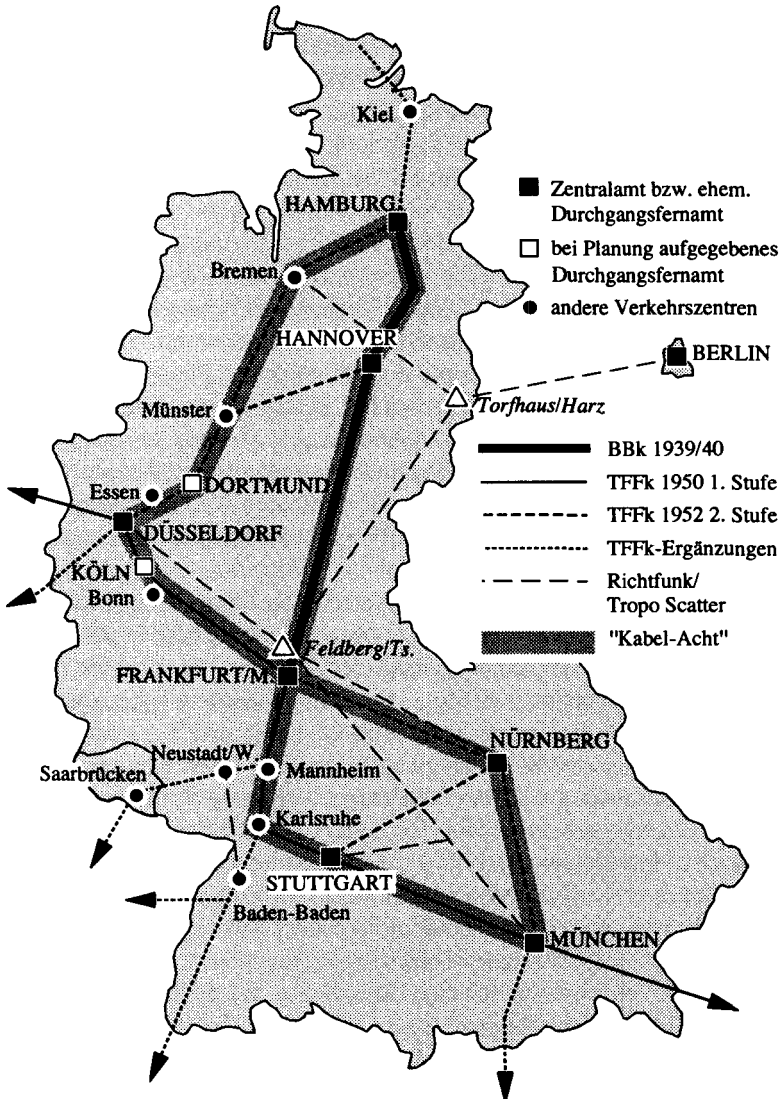 Kiel
HAMBURG
Bremen
HANNOVER
Münster
Essen
DORTMUND
DÜSSELDORF
KÖLN
Bonn
Feldberg/Ts.
FRANKFURT/M.
NÜRNBERG
Neustadt/W
Saarbrücken
Mannheim
Karlsruhe
STUTTGART
Baden-Baden
MÜNCHEN
Torfhaus/Harz
BERLIN
Zentralamt bzw. ehem.
Durchgangsfernamt
bei Planung aufgegebenes
Durchgangsfernamt
andere Verkehrszentren
BBk 1939/40
TFFk 1950 1. Stufe
TFFk 1952 2. Stufe
TFFk-Ergänzungen
Richtfunk/
Tropo Scatter
"Kabel-Acht"